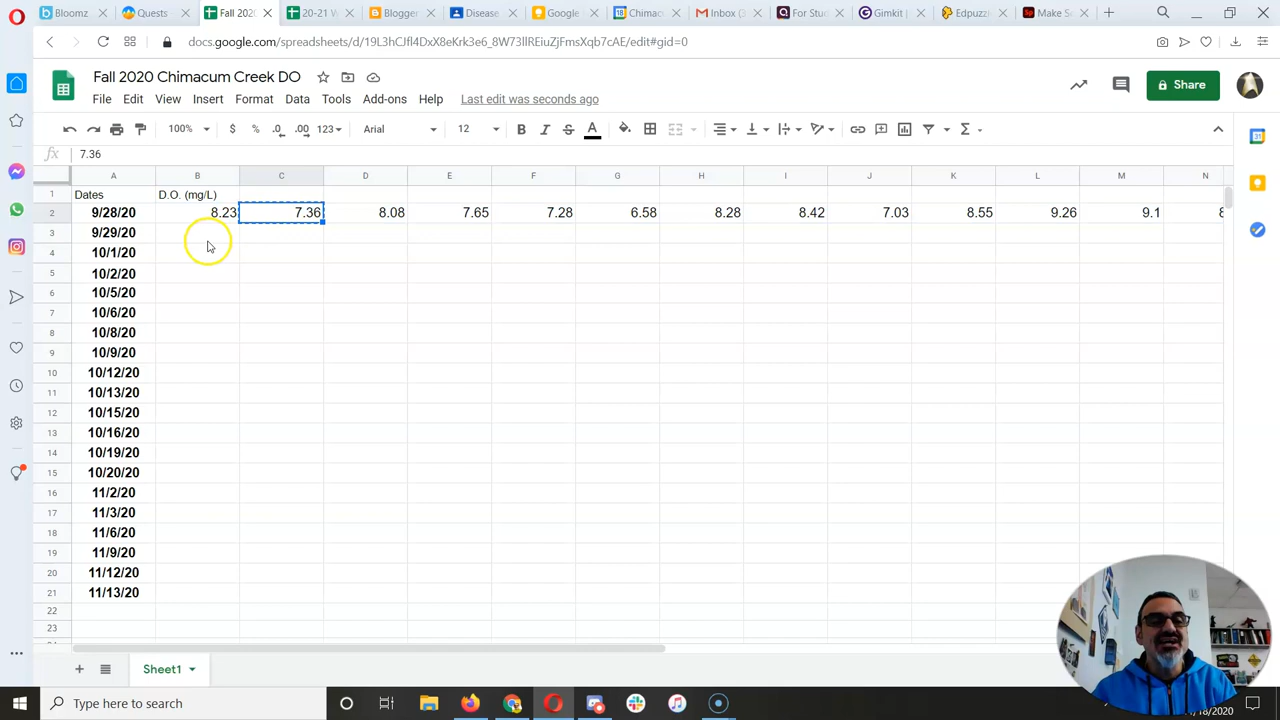 Bloomz
Quests
Fall 202
20-21 W
Blogger
Disease
Google
Chimacu
Inbox (3
For Stu
Gimkit
Edpuzz
Make S
docs.google.com/spreadsheets/d/19L3hCJfl4DxX8eKrk3e6_8W73llREiuZjFmsXqb7cAE/edit#gid=0
Fall 2020 Chimacum Creek DO
File Edit View Insert Format Data Tools Add-ons Help Last edit was seconds ago
Share
100% $ % .0 .00 123 Arial 12 B I S A
fx 7.36
A B C D E F G H I J K L M N
1 Dates D.O. (mg/L)
2 9/28/20 8.23 7.36 8.08 7.65 7.28 6.58 8.28 8.42 7.03 8.55 9.26 9.1 8
3 9/29/20
4 10/1/20
5 10/2/20
6 10/5/20
7 10/6/20
8 10/8/20
9 10/9/20
10 10/12/20
11 10/13/20
12 10/15/20
13 10/16/20
14 10/19/20
15 10/20/20
16 11/2/20
17 11/3/20
18 11/6/20
19 11/9/20
20 11/12/20
21 11/13/20
22
23
Sheet1
Type here to search
/18/2020